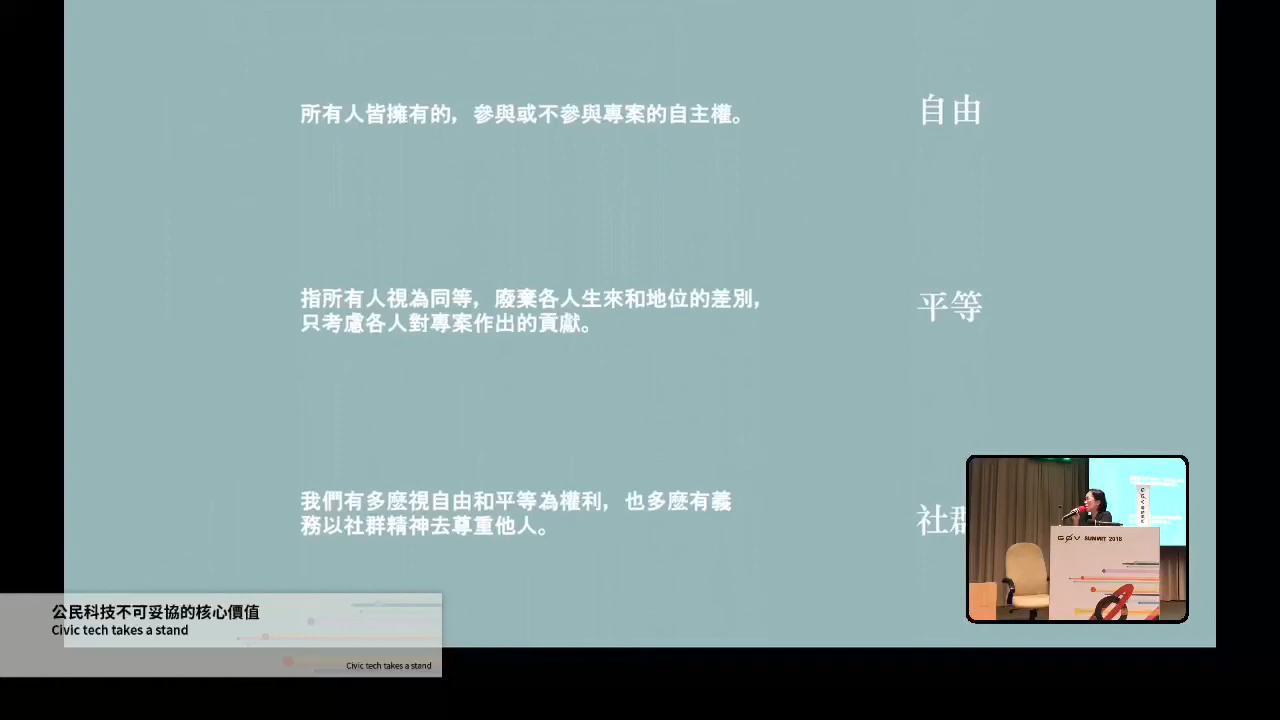 所有人皆擁有的，參與或不參與專案的自主權。
自由
指所有人視為同等，廢棄各人生來和地位的差別，
只考慮各人對專案作出的貢獻。
平等
我們有多麼視自由和平等為權利，也多麼有義
務以社群精神去尊重他人。
社群
G0V SUMMIT 2018
公民科技不可妥協的核心價值
Civic tech takes a stand
Civic tech takes a stand